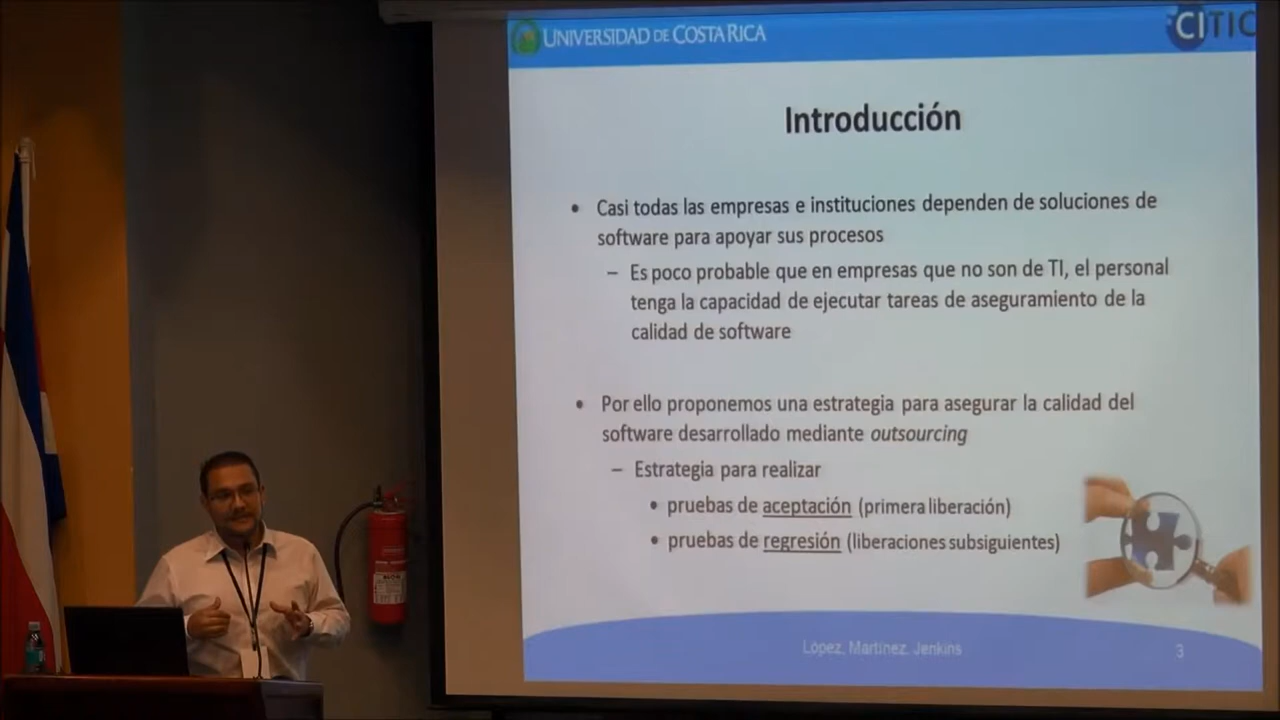 UNIVERSIDAD DE COSTA RICA
CITIC
Introducción
• Casi todas las empresas e instituciones dependen de soluciones de
software para apoyar sus procesos
– Es poco probable que en empresas que no son de TI, el personal
tenga la capacidad de ejecutar tareas de aseguramiento de la
calidad de software
• Por ello proponemos una estrategia para asegurar la calidad del
software desarrollado mediante outsourcing
– Estrategia para realizar
• pruebas de aceptación (primera liberación)
• pruebas de regresión (liberaciones subsiguientes)
López, Martínez, Jenkins
3